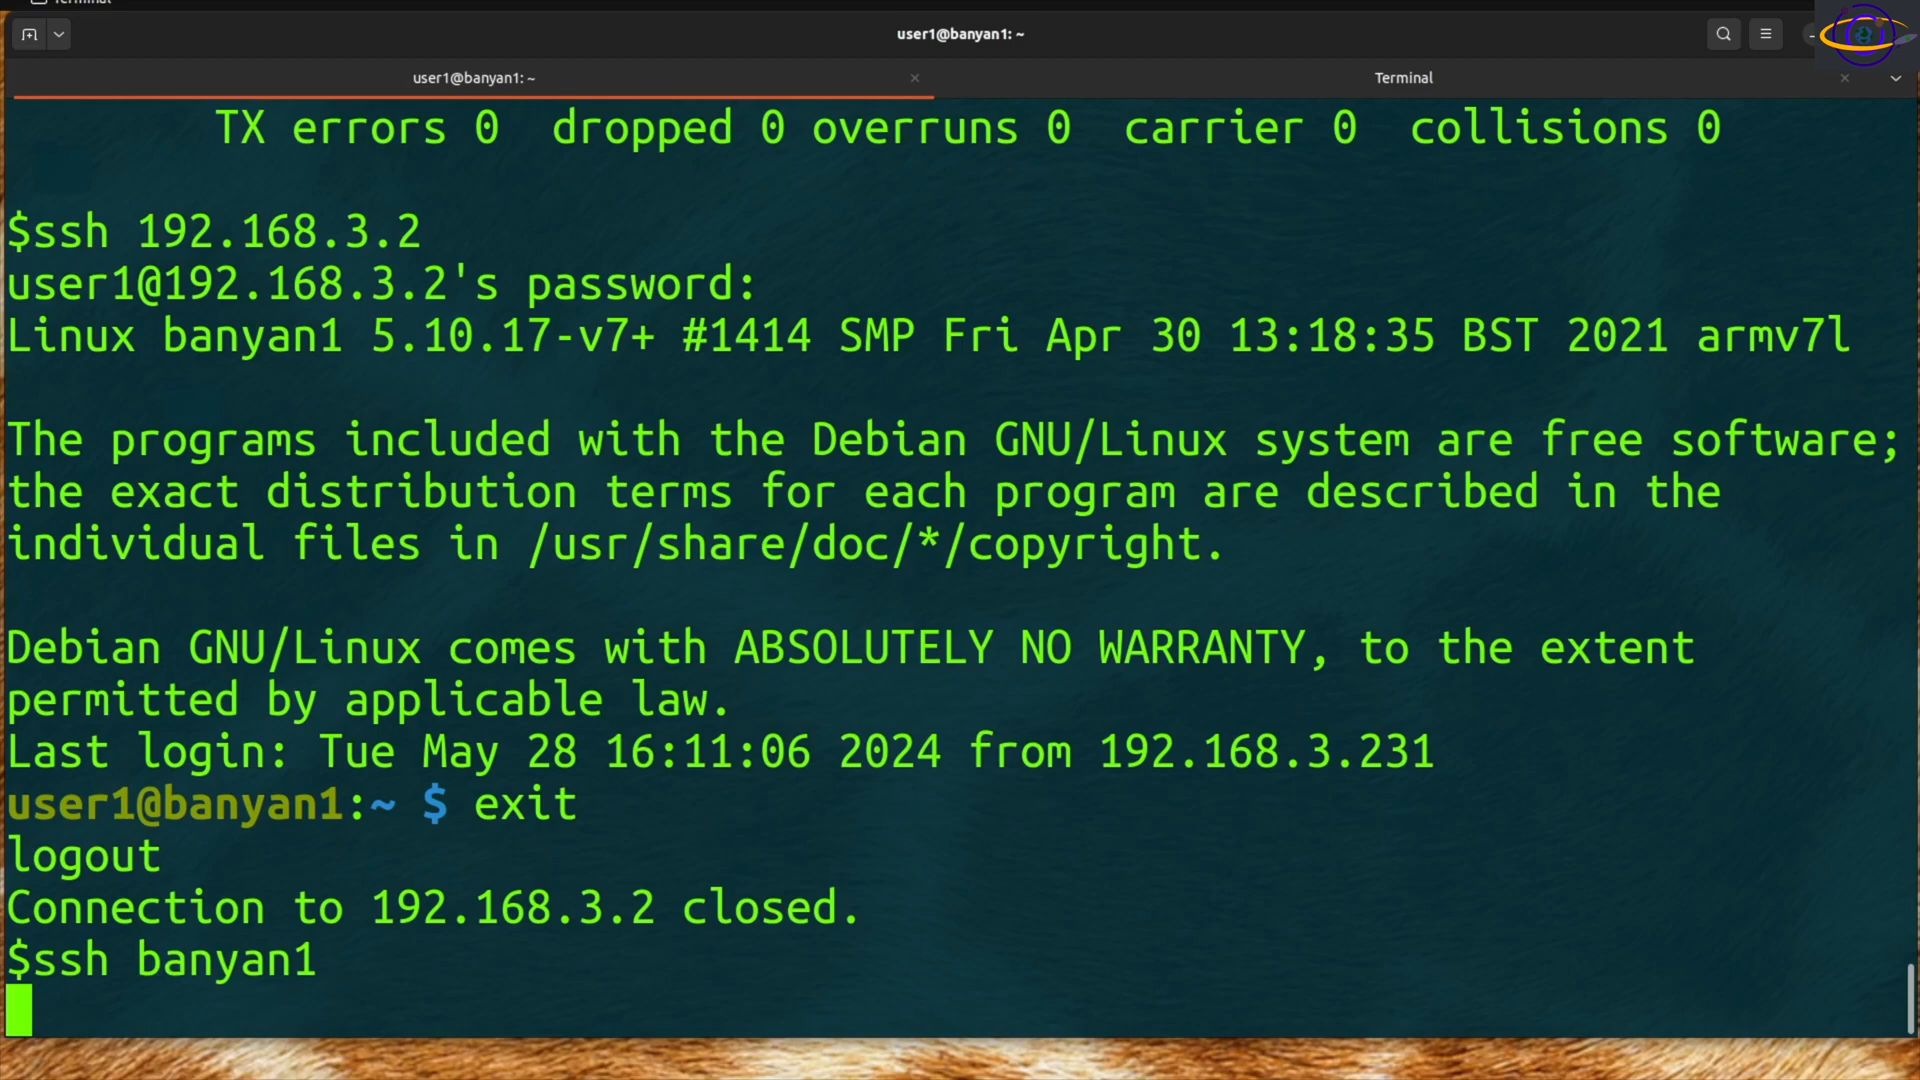 Terminal
user1@banyan1: ~
user1@banyan1: ~
Terminal
TX errors 0  dropped 0 overruns 0  carrier 0  collisions 0
$ssh 192.168.3.2
user1@192.168.3.2's password:
Linux banyan1 5.10.17-v7+ #1414 SMP Fri Apr 30 13:18:35 BST 2021 armv7l
The programs included with the Debian GNU/Linux system are free software;
the exact distribution terms for each program are described in the
individual files in /usr/share/doc/*/copyright.
Debian GNU/Linux comes with ABSOLUTELY NO WARRANTY, to the extent
permitted by applicable law.
Last login: Tue May 28 16:11:06 2024 from 192.168.3.231
user1@banyan1:~ $ exit
logout
Connection to 192.168.3.2 closed.
$ssh banyan1